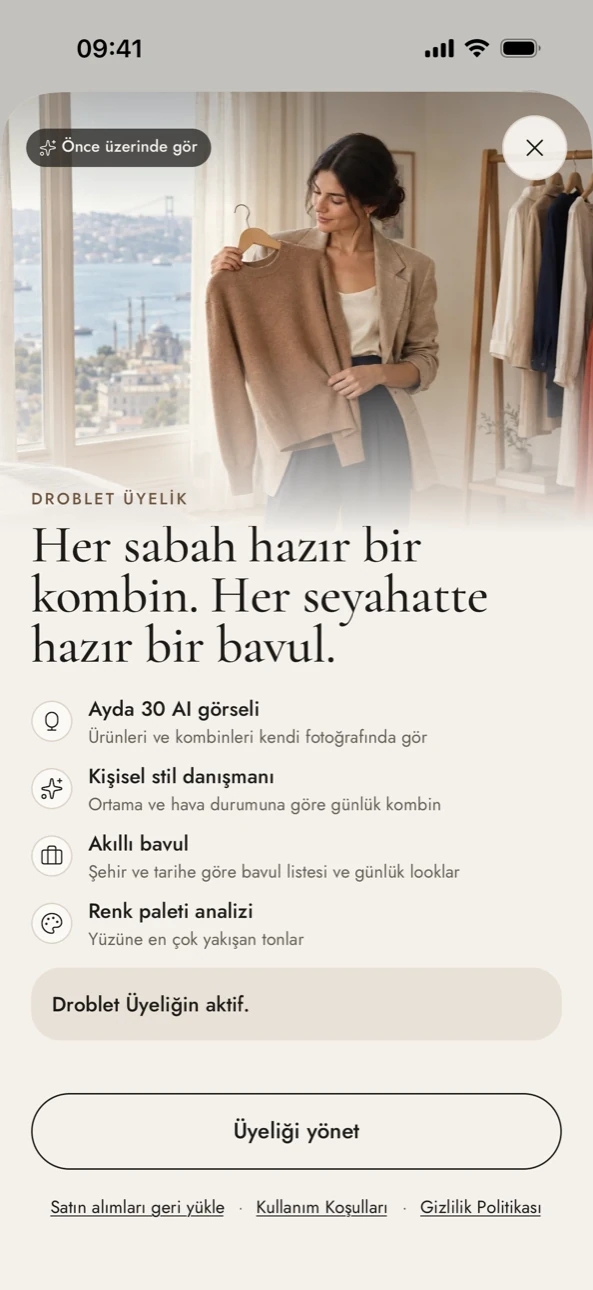 09:41
Önce üzerinde gör
DROBLET ÜYELİK
Her sabah hazır bir
kombin. Her seyahatte
hazır bir bavul.
Ayda 30 AI görseli
Ürünleri ve kombinleri kendi fotoğrafında gör
Kişisel stil danışmanı
Ortama ve hava durumuna göre günlük kombin
Akıllı bavul
Şehir ve tarihe göre bavul listesi ve günlük looklar
Renk paleti analizi
Yüzüne en çok yakışan tonlar
Droblet Üyeliğin aktif.
Üyeliği yönet
Satın alımları geri yükle · Kullanım Koşulları · Gizlilik Politikası